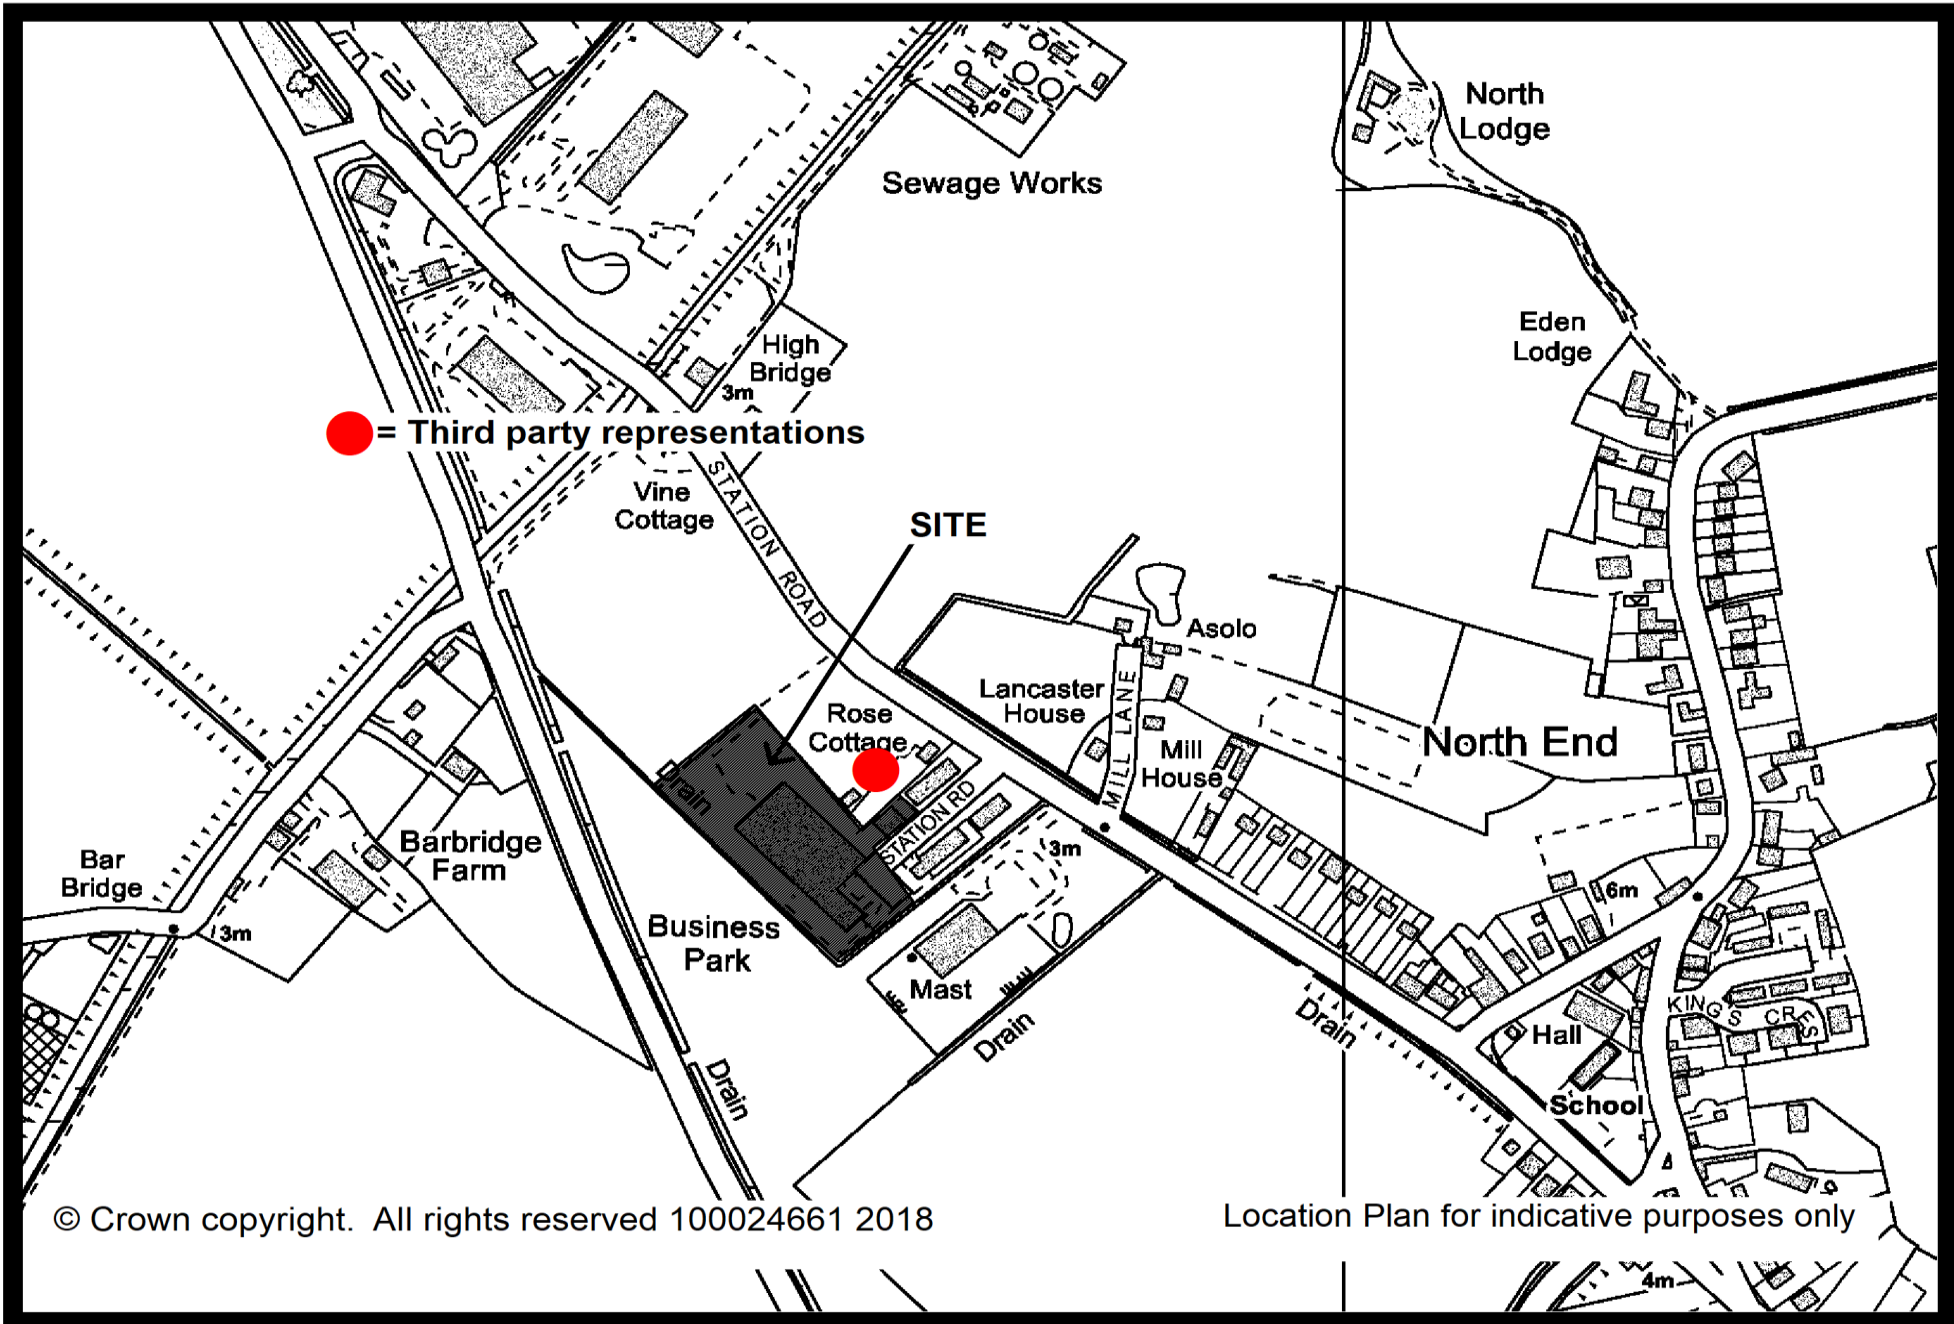 North
Lodge
Sewage Works
Eden
Lodge
High
Bridge
3m
= Third party representations
STATION ROAD
Vine
Cottage
SITE
Asolo
MILL LANE
Lancaster
House
Rose
Cottage
North End
Mill
House
Drain
STATION RD
Barbridge
Farm
3m
Bar
Bridge
6m
Business
Park
3m
Mast
KING'S CRES
Drain
Drain
Hall
Drain
School
© Crown copyright. All rights reserved 100024661 2018
Location Plan for indicative purposes only
4m